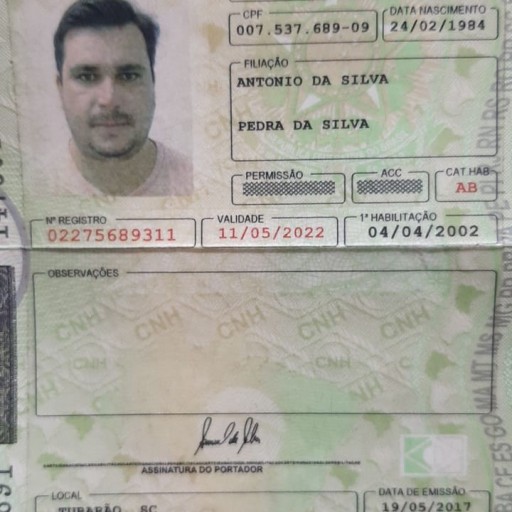 CPF
DATA NASCIMENTO
007.537.689-09
24/02/1984
FILIAÇÃO
ANTONIO DA SILVA
PEDRA DA SILVA
PERMISSÃO
ACC
CAT HAB
AB
Nº REGISTRO
VALIDADE
1ª HABILITAÇÃO
02275689311
11/05/2022
04/04/2002
OBSERVAÇÕES
CNH CNH CNH CNH
CNH CNH
CNH
ASSINATURA DO PORTADOR
LOCAL
DATA DE EMISSÃO
TUBARÃO, SC
19/05/2017